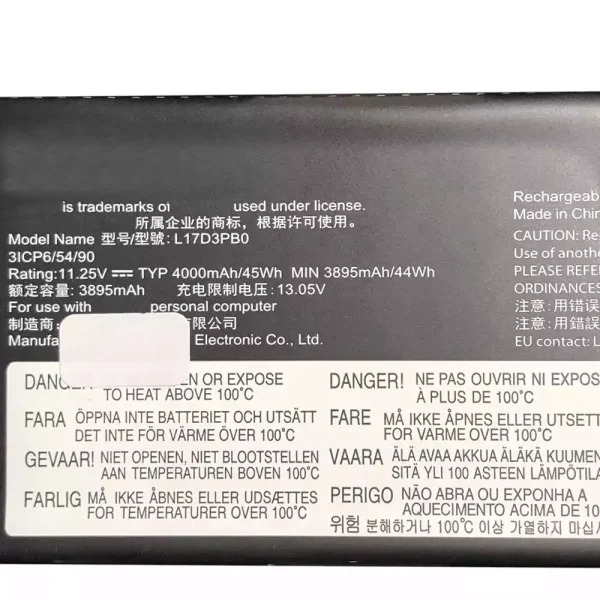 is trademarks of used under license.
所属企业的商标，根据许可使用。
Model Name 型号/型號: L17D3PB0
3ICP6/54/90
Rating:11.25V⎓ TYP 4000mAh/45Wh MIN 3895mAh/44Wh
额定容量: 3895mAh 充电限制电压: 13.05V
For use with personal computer
制造商: 有限公司
Manufa Electronic Co., Ltd.
Rechargeab
Made in Chin
CAUTION: Re
Use of anothe
PLEASE REFER
ORDINANCES
注意: 用错误
注意: 用錯誤
EU contact: L
DANGER EN OR EXPOSE
TO HEAT ABOVE 100°C
FARA ÖPPNA INTE BATTERIET OCH UTSÄTT
DET INTE FÖR VÄRME ÖVER 100°C
GEVAAR! NIET OPENEN, NIET BLOOTSTELLEN
AAN TEMPERATUREN BOVEN 100°C
FARLIG MÅ IKKE ÅBNES ELLER UDSÆTTES
FOR TEMPERATURER OVER 100°C
DANGER! NE PAS OUVRIR NI EXPOS
À PLUS DE 100°C
FARE MÅ IKKE ÅPNES ELLER UTSETT
FOR VARME OVER 100°C
VAARA ÄLÄ AVAA AKKUA ÄLÄKÄ KUUMEN
SITÄ YLI 100 ASTEEN LÄMPÖTILA
PERIGO NÃO ABRA OU EXPONHA A
AQUECIMENTO ACIMA DE 10
위험 분해하거나 100°C 이상 가열하지 마십